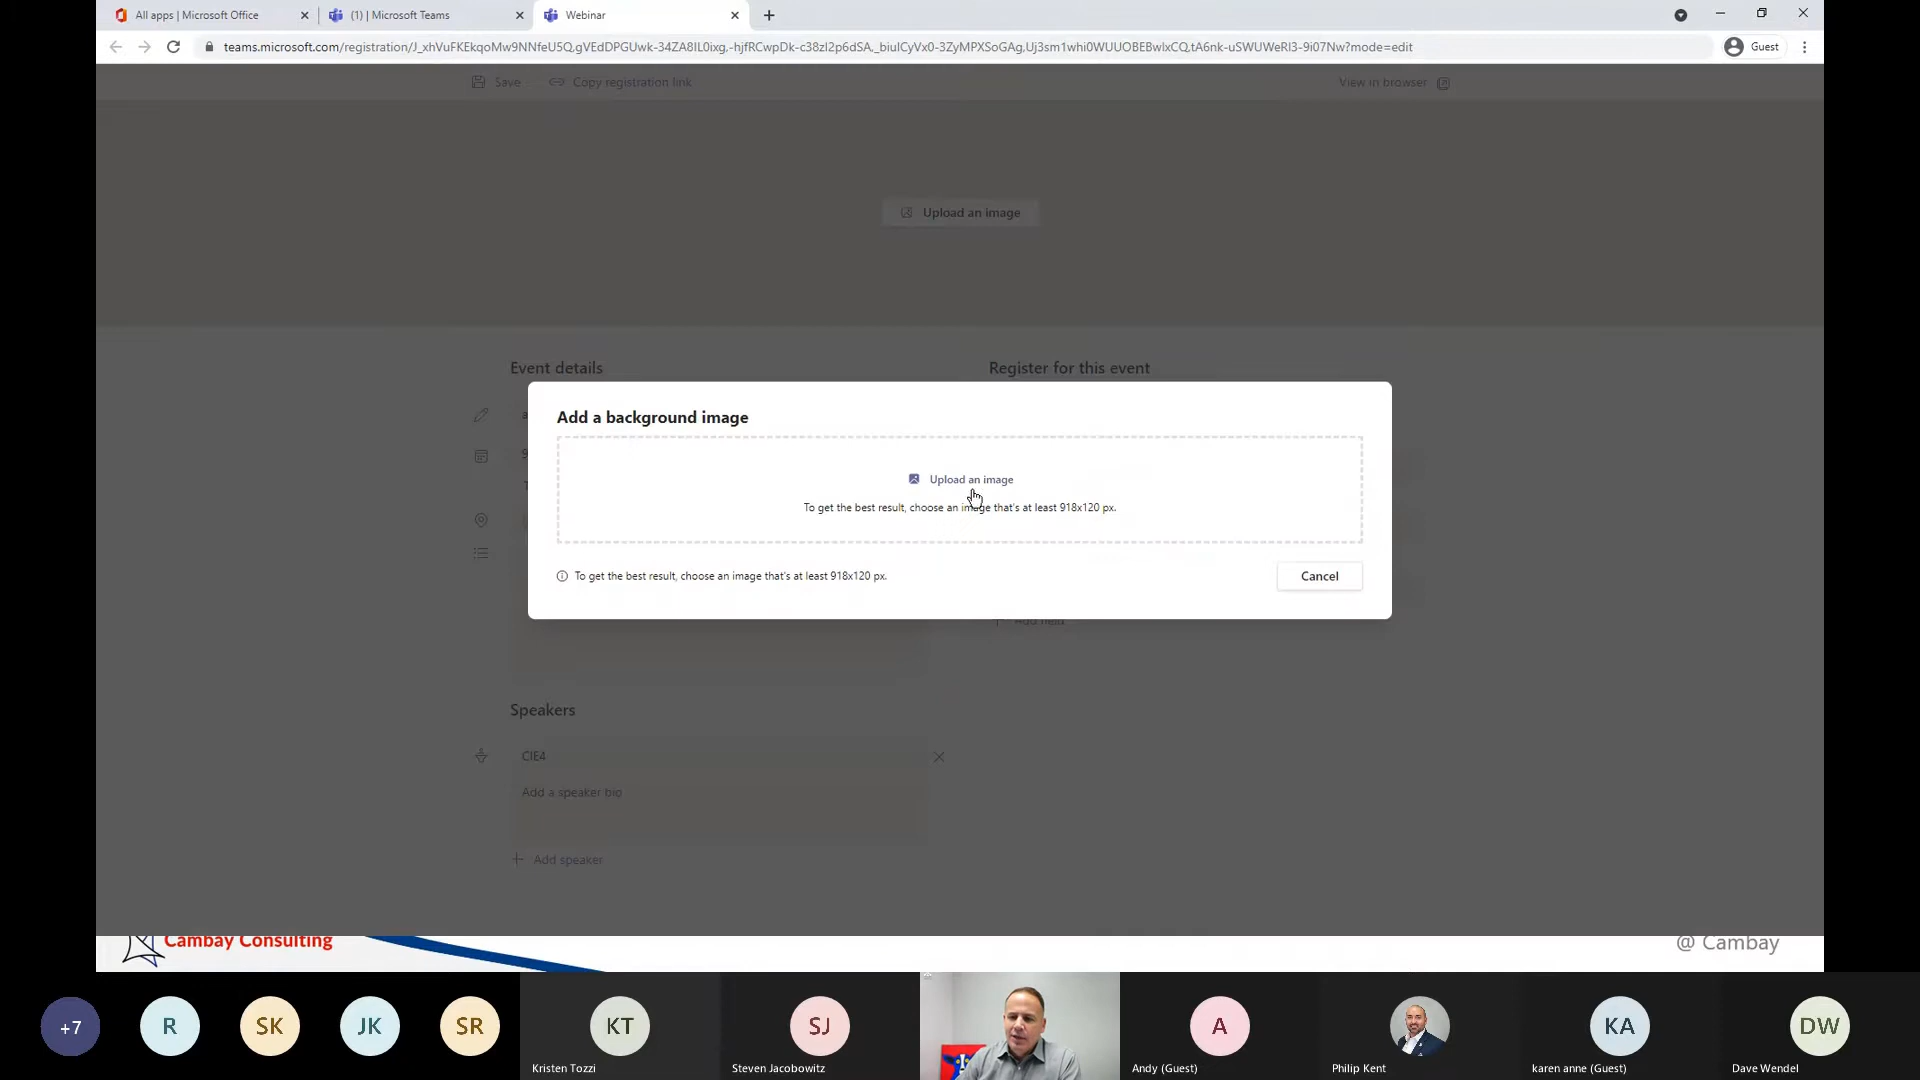 All apps | Microsoft Office
(1) | Microsoft Teams
Webinar
teams.microsoft.com/registration/J_xhVuFKEkqoMw9NNfeU5Q,gVEdDPGUwk-34ZA8IL0ixg,-hjfRCwpDk-c38zI2p6dSA,_biuICyVx0-3ZyMPXSoGAg,Uj3sm1whi0WUUOBEBwlxCQ,tA6nk-uSWUWeRI3-9i07Nw?mode=edit
Guest
Save
Copy registration link
View in browser
Upload an image
Event details
Register for this event
Add a background image
Upload an image
To get the best result, choose an image that's at least 918x120 px.
To get the best result, choose an image that's at least 918x120 px.
Cancel
Add field
Speakers
CIE4
Add a speaker bio
Add speaker
Cambay Consulting
@ Cambay
+7
R
SK
JK
SR
KT
SJ
A
KA
DW
Kristen Tozzi
Steven Jacobowitz
Andy (Guest)
Philip Kent
karen anne (Guest)
Dave Wendel